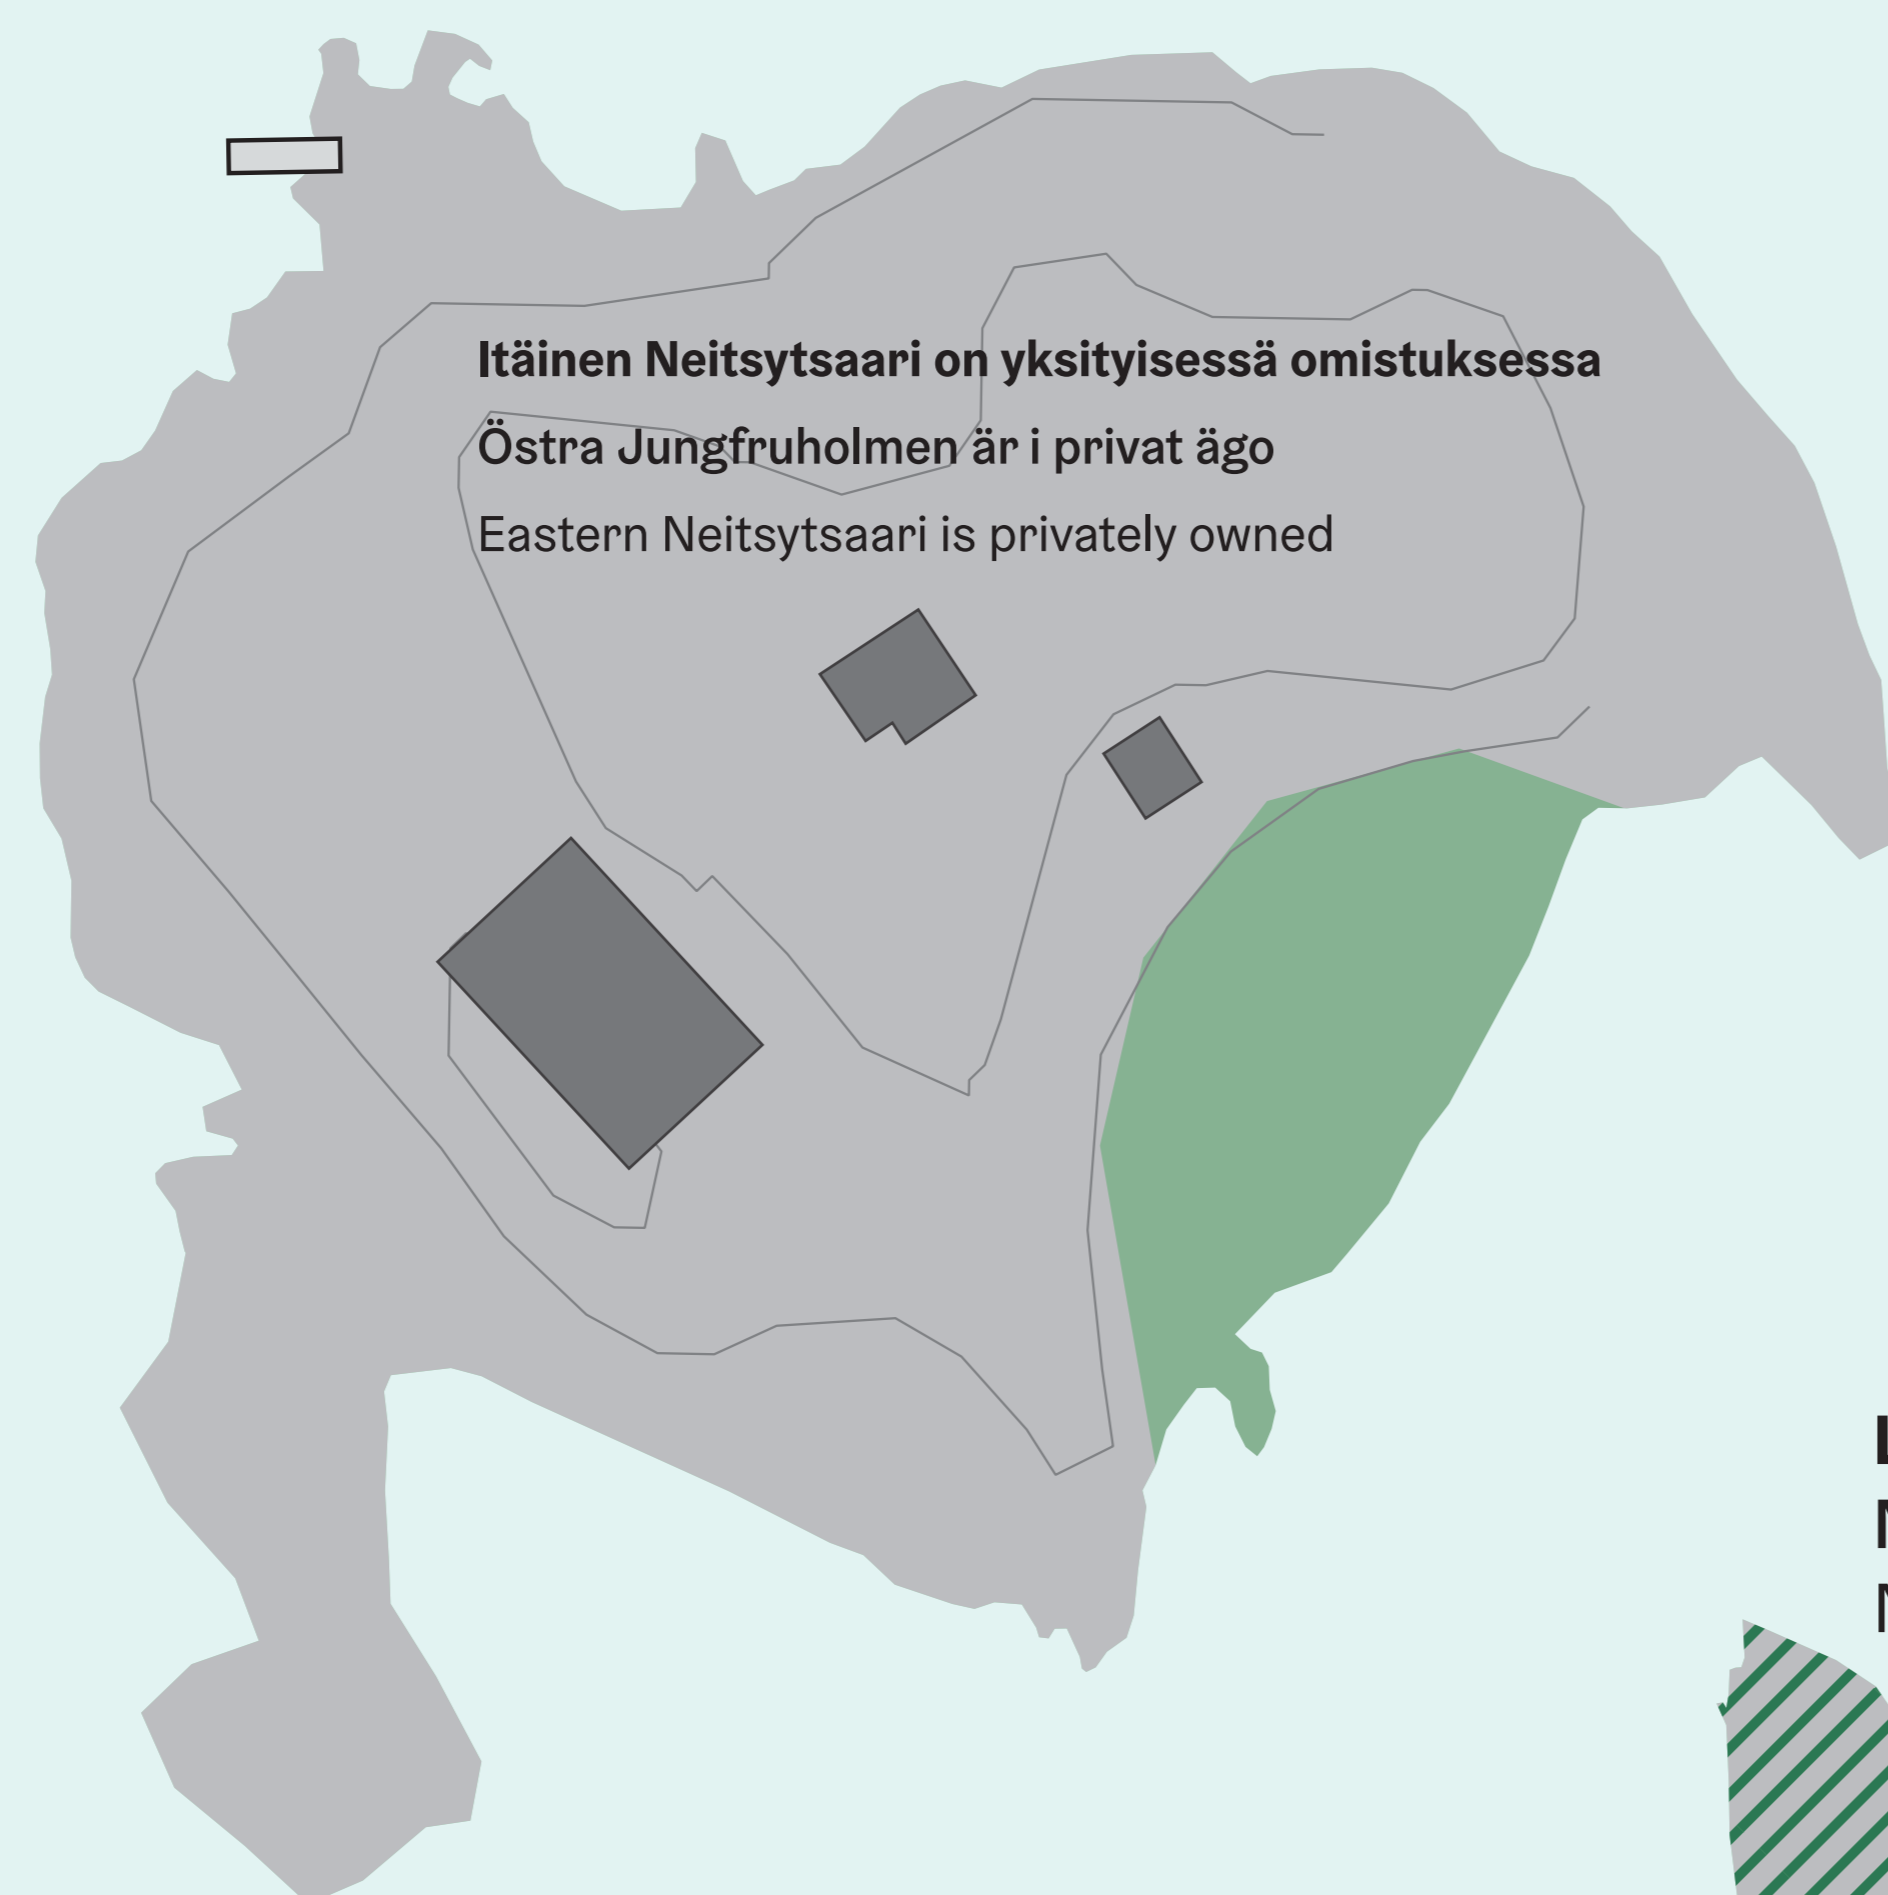 Itäinen Neitsytsaari on yksityisessä omistuksessa
Östra Jungfruholmen är i privat ägo
Eastern Neitsytsaari is privately owned